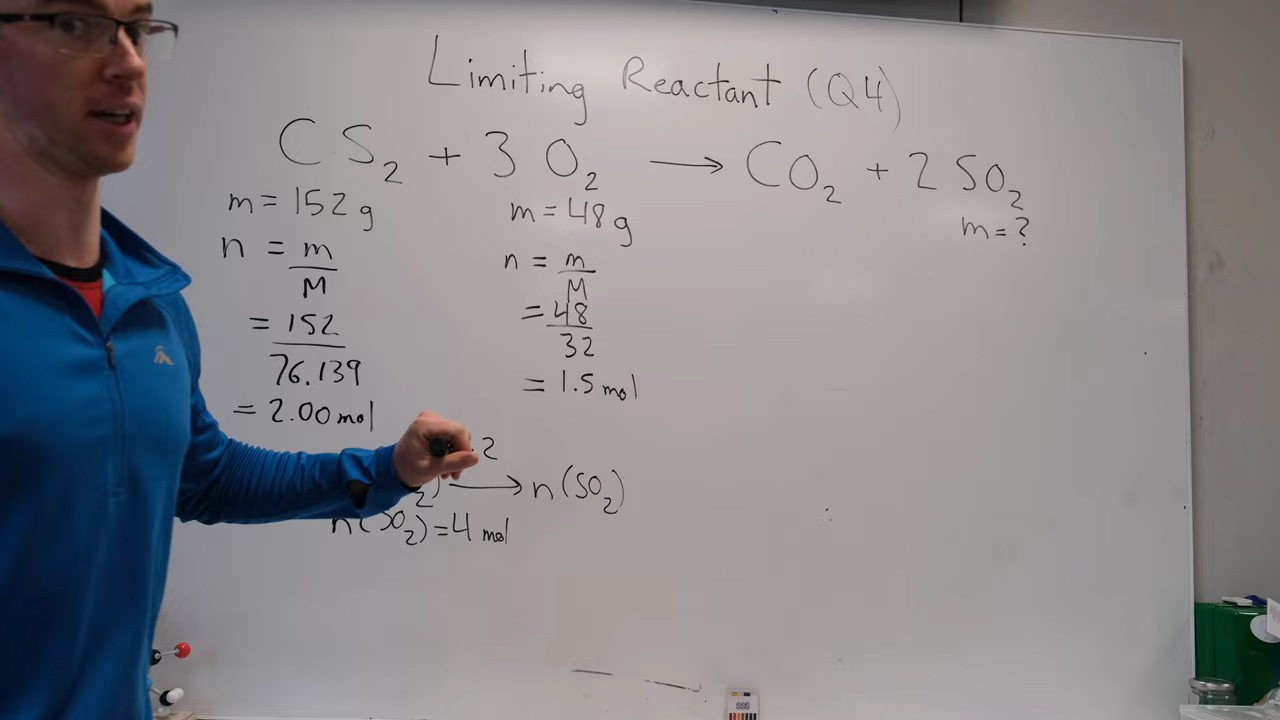 Limiting Reactant (Q4)
CS₂ + 3 O₂ → CO₂ + 2 SO₂
m = 152 g
m = 48 g
m = ?
n = m/M
n = m/M
= 152/76.139
= 48/32
= 2.00 mol
= 1.5 mol
2
₂) → n(SO₂)
n(SO₂) = 4 mol